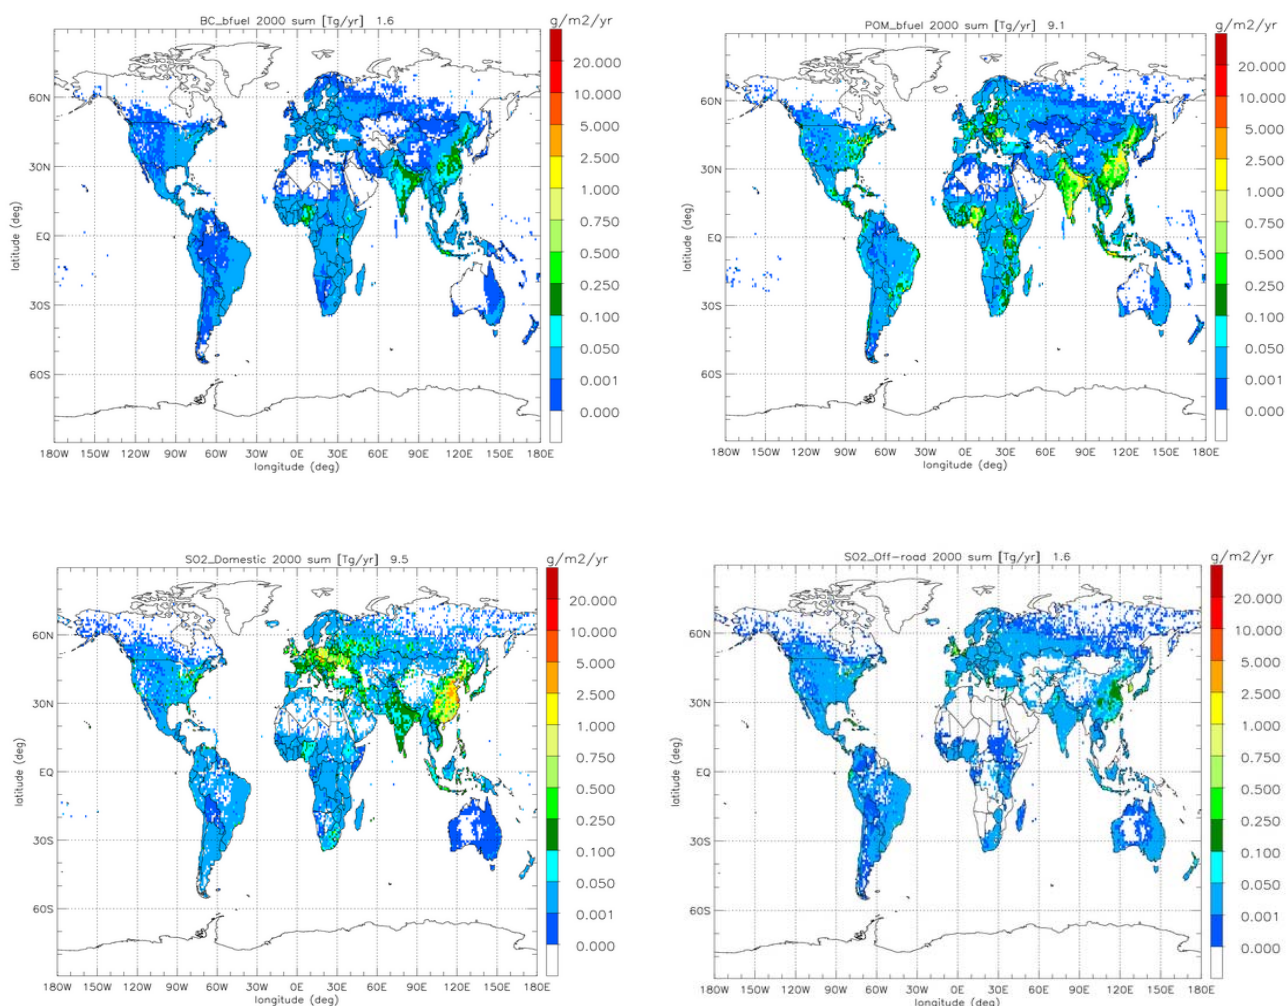 BC_bfuel 2000 sum [Tg/yr] 1.6
g/m2/yr
20.000
10.000
5.000
2.500
1.000
0.750
0.500
0.250
0.100
0.050
0.001
0.000
60N
30N
EQ
30S
60S
latitude (deg)
180W 150W 120W 90W 60W 30W 0E 30E 60E 90E 120E 150E 180E
longitude (deg)
POM_bfuel 2000 sum [Tg/yr] 9.1
g/m2/yr
20.000
10.000
5.000
2.500
1.000
0.750
0.500
0.250
0.100
0.050
0.001
0.000
60N
30N
EQ
30S
60S
latitude (deg)
180W 150W 120W 90W 60W 30W 0E 30E 60E 90E 120E 150E 180E
longitude (deg)
SO2_Domestic 2000 sum [Tg/yr] 9.5
g/m2/yr
20.000
10.000
5.000
2.500
1.000
0.750
0.500
0.250
0.100
0.050
0.001
0.000
60N
30N
EQ
30S
60S
latitude (deg)
180W 150W 120W 90W 60W 30W 0E 30E 60E 90E 120E 150E 180E
longitude (deg)
SO2_Off-road 2000 sum [Tg/yr] 1.6
g/m2/yr
20.000
10.000
5.000
2.500
1.000
0.750
0.500
0.250
0.100
0.050
0.001
0.000
60N
30N
EQ
30S
60S
latitude (deg)
180W 150W 120W 90W 60W 30W 0E 30E 60E 90E 120E 150E 180E
longitude (deg)